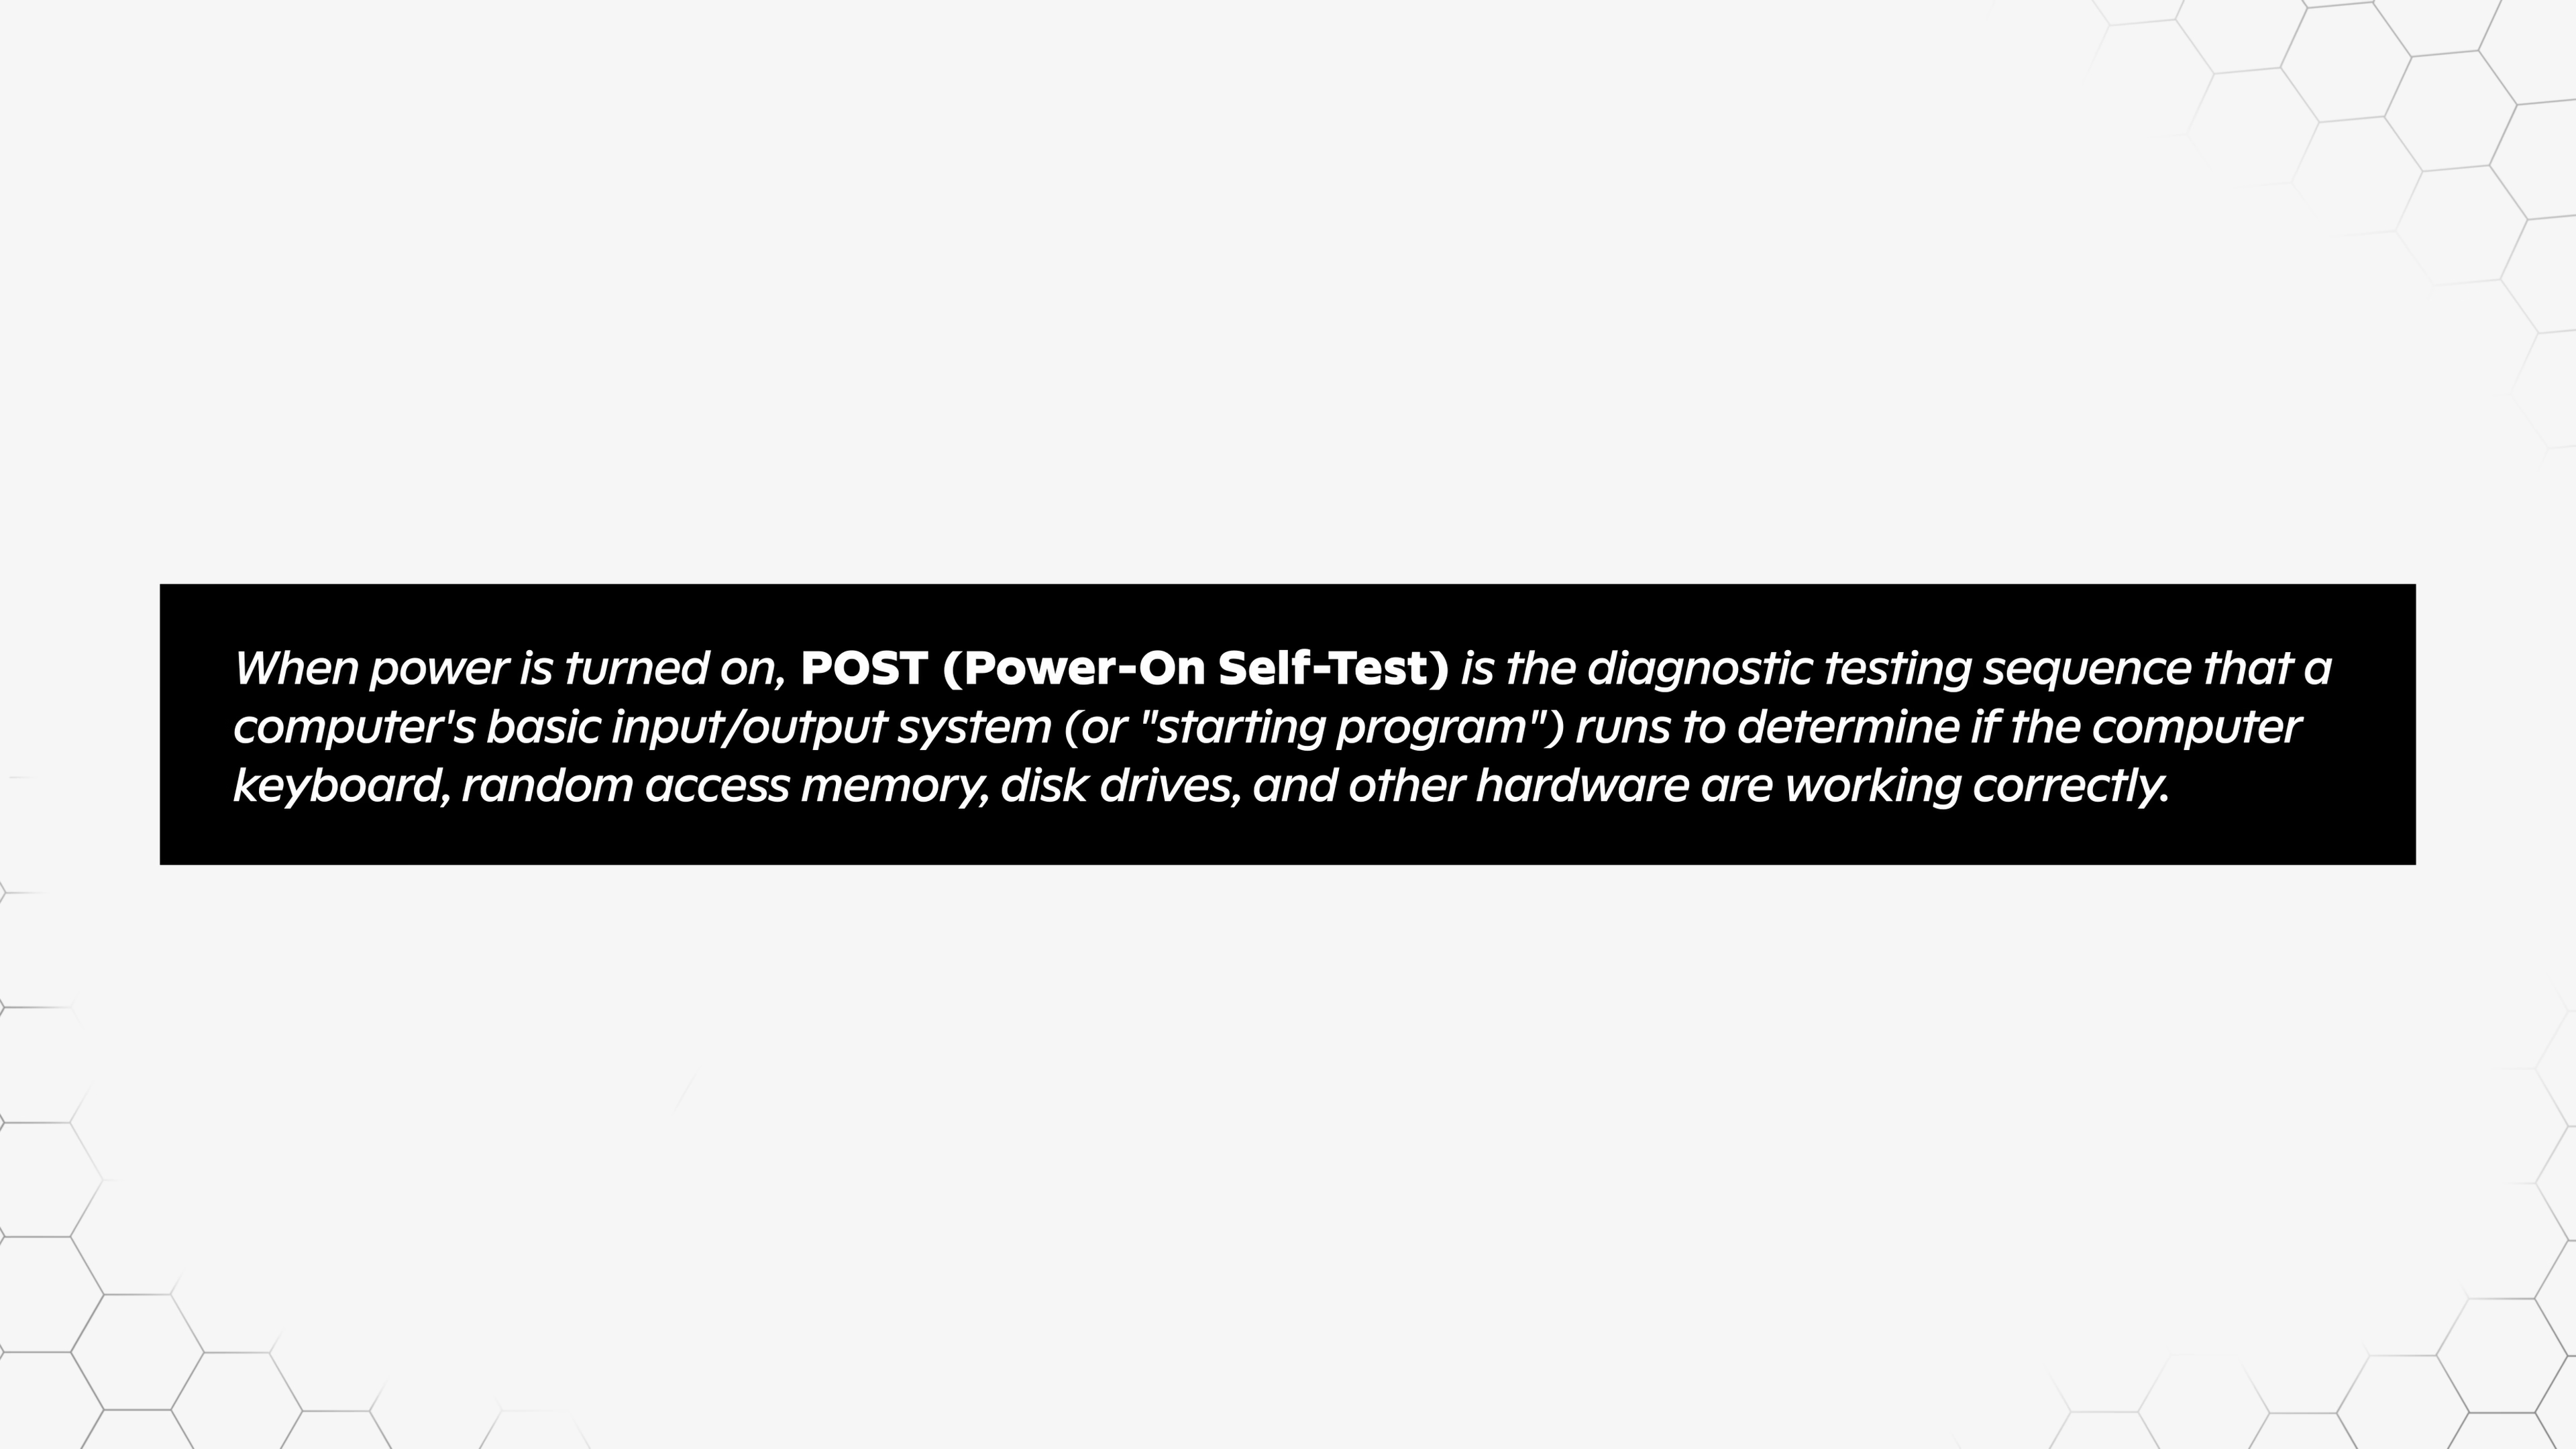 When power is turned on, POST (Power-On Self-Test) is the diagnostic testing sequence that a
computer's basic input/output system (or "starting program") runs to determine if the computer
keyboard, random access memory, disk drives, and other hardware are working correctly.